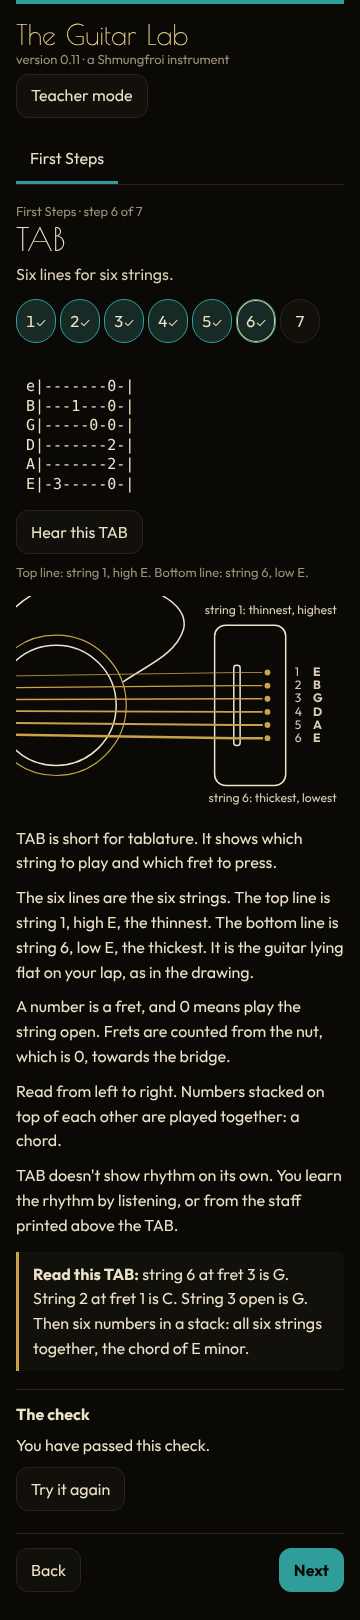 The Guitar Lab
version 0.11 · a Shmungfroi instrument
Teacher mode
First Steps
First Steps · step 6 of 7
TAB
Six lines for six strings.
1✓ 2✓ 3✓ 4✓ 5✓ 6✓ 7
e|-------0-|
B|---1---0-|
G|-----0-0-|
D|-------2-|
A|-------2-|
E|-3-----0-|
Hear this TAB
Top line: string 1, high E. Bottom line: string 6, low E.
string 1: thinnest, highest
1 E
2 B
3 G
4 D
5 A
6 E
string 6: thickest, lowest
TAB is short for tablature. It shows which
string to play and which fret to press.
The six lines are the six strings. The top line is
string 1, high E, the thinnest. The bottom line is
string 6, low E, the thickest. It is the guitar lying
flat on your lap, as in the drawing.
A number is a fret, and 0 means play the
string open. Frets are counted from the nut,
which is 0, towards the bridge.
Read from left to right. Numbers stacked on
top of each other are played together: a
chord.
TAB doesn't show rhythm on its own. You learn
the rhythm by listening, or from the staff
printed above the TAB.
Read this TAB: string 6 at fret 3 is G.
String 2 at fret 1 is C. String 3 open is G.
Then six numbers in a stack: all six strings
together, the chord of E minor.
The check
You have passed this check.
Try it again
Back
Next